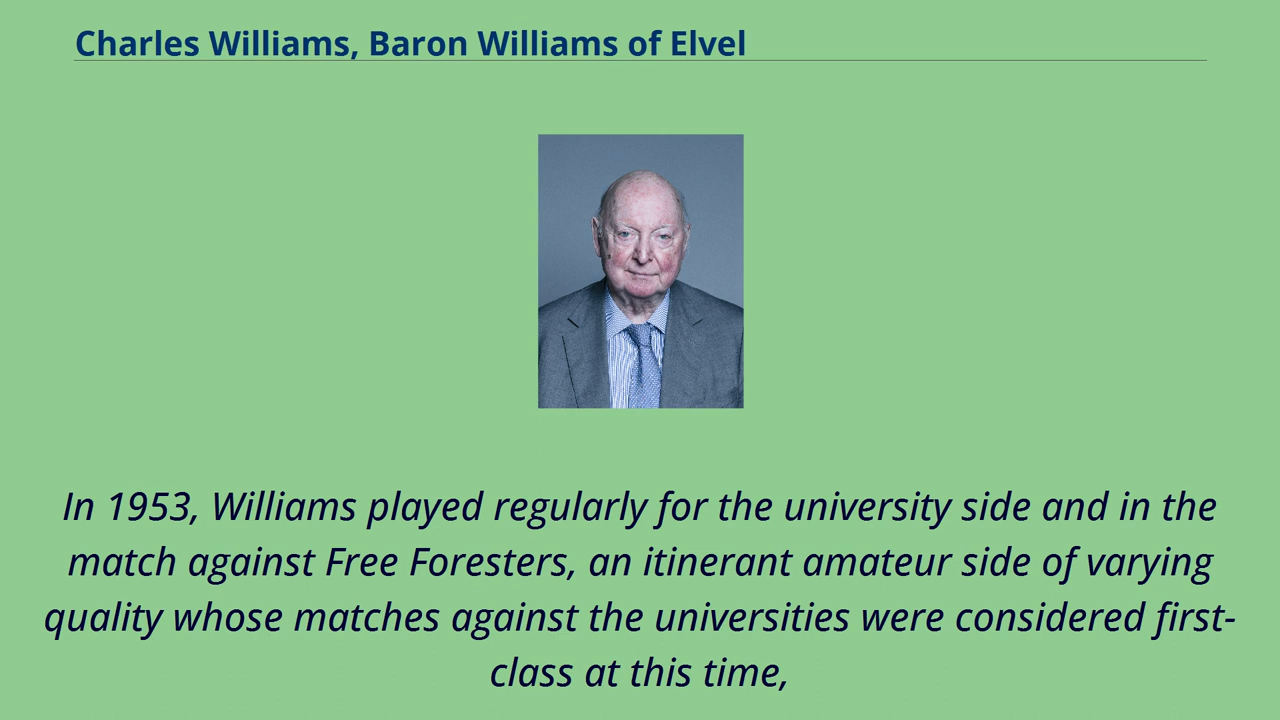 Charles Williams, Baron Williams of Elvel
In 1953, Williams played regularly for the university side and in the
match against Free Foresters, an itinerant amateur side of varying
quality whose matches against the universities were considered first-
class at this time,